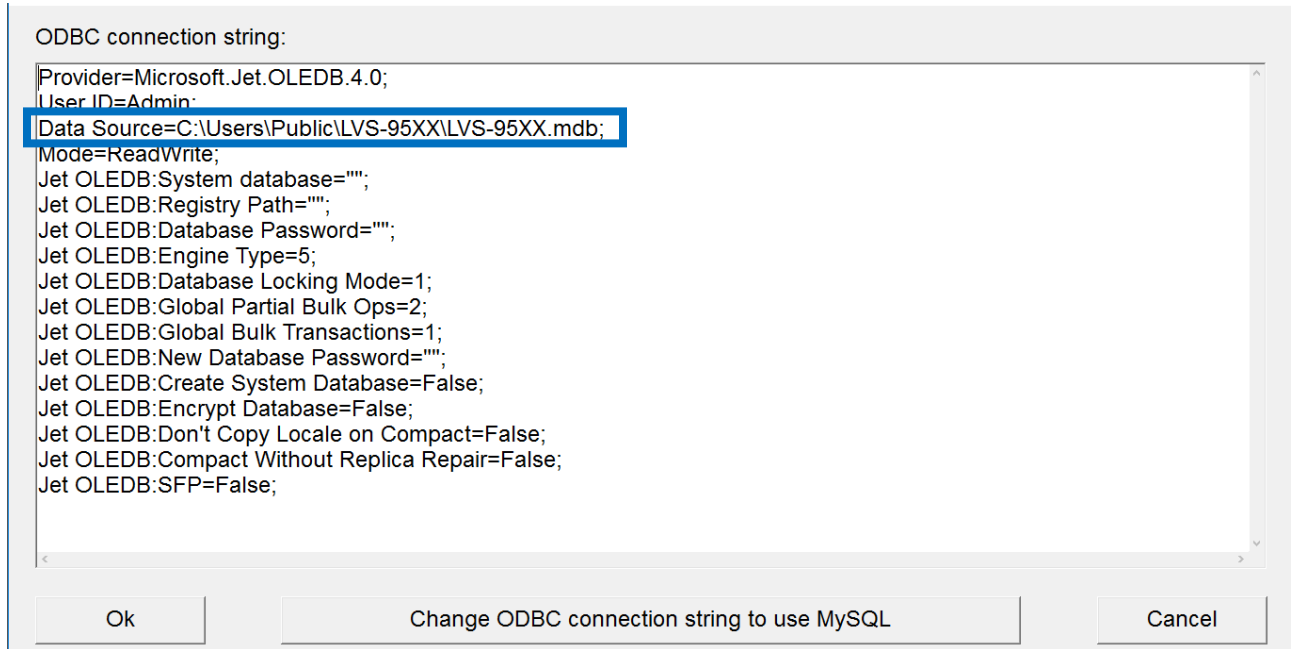 ODBC connection string:
Provider=Microsoft.Jet.OLEDB.4.0;
User ID=Admin;
Data Source=C:\Users\Public\LVS-95XX\LVS-95XX.mdb;
Mode=ReadWrite;
Jet OLEDB:System database="";
Jet OLEDB:Registry Path="";
Jet OLEDB:Database Password="";
Jet OLEDB:Engine Type=5;
Jet OLEDB:Database Locking Mode=1;
Jet OLEDB:Global Partial Bulk Ops=2;
Jet OLEDB:Global Bulk Transactions=1;
Jet OLEDB:New Database Password="";
Jet OLEDB:Create System Database=False;
Jet OLEDB:Encrypt Database=False;
Jet OLEDB:Don't Copy Locale on Compact=False;
Jet OLEDB:Compact Without Replica Repair=False;
Jet OLEDB:SFP=False;
Ok
Change ODBC connection string to use MySQL
Cancel